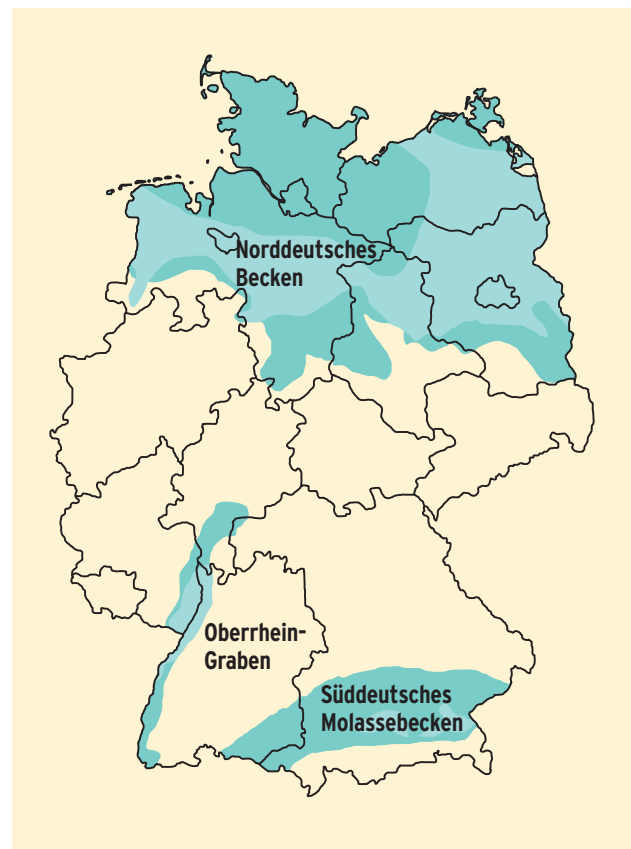 Norddeutsches
Becken
Oberrhein-
Graben
Süddeutsches
Molassebecken